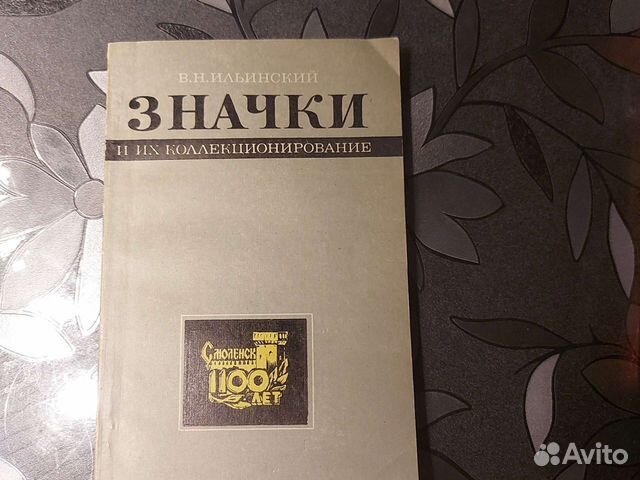 В.Н.ИЛЬИНСКИЙ
ЗНАЧКИ
И ИХ КОЛЛЕКЦИОНИРОВАНИЕ
СМОЛЕНСК
1100
ЛЕТ
Avito